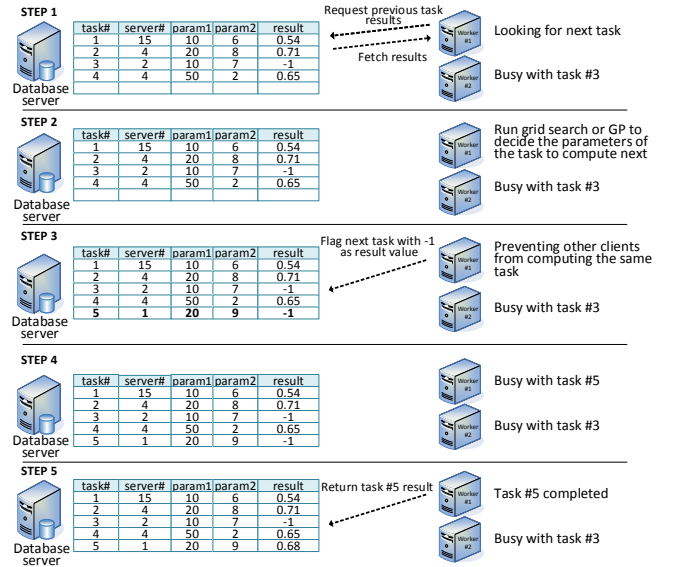 STEP 1
task# server# param1 param2 result
1 15 10 6 0.54
2 4 20 8 0.71
3 2 10 7 -1
4 4 50 2 0.65
Database
server
Request previous task
results
Fetch results
Worker
#1
Looking for next task
Worker
#2
Busy with task #3
STEP 2
task# server# param1 param2 result
1 15 10 6 0.54
2 4 20 8 0.71
3 2 10 7 -1
4 4 50 2 0.65
Database
server
Worker
#1
Run grid search or GP to
decide the parameters of
the task to compute next
Worker
#2
Busy with task #3
STEP 3
task# server# param1 param2 result
1 15 10 6 0.54
2 4 20 8 0.71
3 2 10 7 -1
4 4 50 2 0.65
5 1 20 9 -1
Database
server
Flag next task with -1
as result value
Worker
#1
Preventing other clients
from computing the same
task
Worker
#2
Busy with task #3
STEP 4
task# server# param1 param2 result
1 15 10 6 0.54
2 4 20 8 0.71
3 2 10 7 -1
4 4 50 2 0.65
5 1 20 9 -1
Database
server
Worker
#1
Busy with task #5
Worker
#2
Busy with task #3
STEP 5
task# server# param1 param2 result
1 15 10 6 0.54
2 4 20 8 0.71
3 2 10 7 -1
4 4 50 2 0.65
5 1 20 9 0.68
Database
server
Return task #5 result
Worker
#1
Task #5 completed
Worker
#2
Busy with task #3